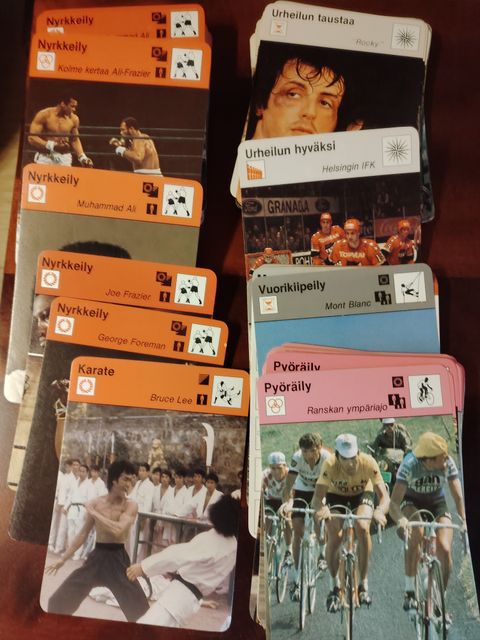 Nyrkkeily
Nyrkkeily
Kolme kertaa Ali-Frazier
Nyrkkeily
Muhammad Ali
Nyrkkeily
Joe Frazier
Nyrkkeily
George Foreman
Karate
Bruce Lee
Urheilun taustaa
"Rocky"
Urheilun hyväksi
Helsingin IFK
GRANADA
Vuorikiipeily
Mont Blanc
Pyöräily
Pyöräily
Ranskan ympäriajo